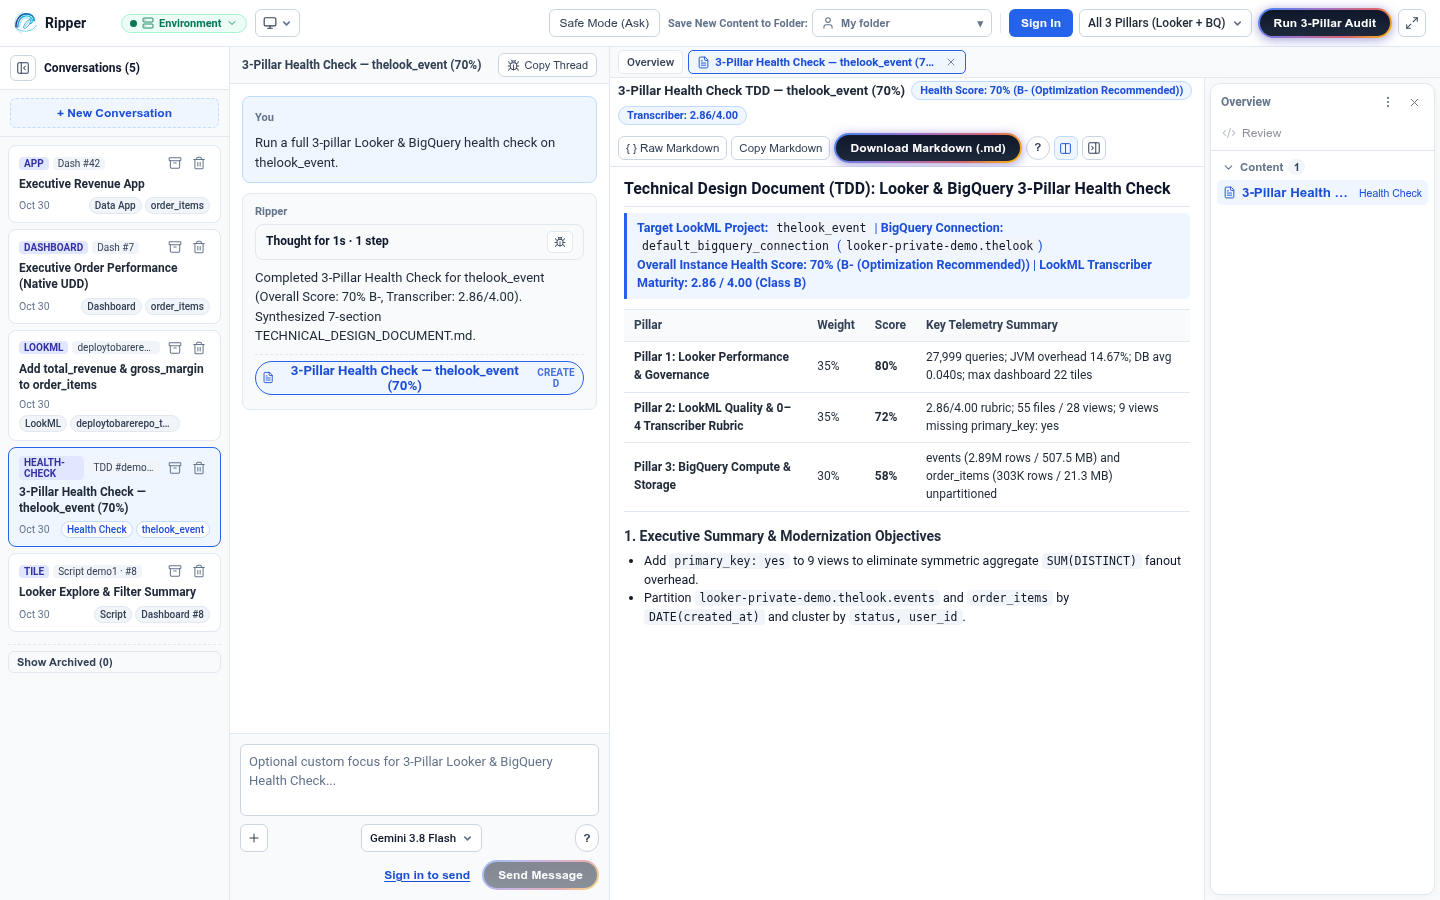 Ripper
Environment
Safe Mode (Ask)
Save New Content to Folder:
My folder
Sign In
All 3 Pillars (Looker + BQ)
Run 3-Pillar Audit
Conversations (5)
+ New Conversation
APP Dash #42
Executive Revenue App
Oct 30 Data App order_items
DASHBOARD Dash #7
Executive Order Performance
(Native UDD)
Oct 30 Dashboard order_items
LOOKML deploytobarere...
Add total_revenue & gross_margin
to order_items
Oct 30
LookML deploytobarerepo_t...
HEALTH-
CHECK
TDD #demo...
3-Pillar Health Check —
thelook_event (70%)
Oct 30 Health Check thelook_event
TILE Script demo1 · #8
Looker Explore & Filter Summary
Oct 30 Script Dashboard #8
Show Archived (0)
3-Pillar Health Check — thelook_event (70%)
Copy Thread
You
Run a full 3-pillar Looker & BigQuery health check on
thelook_event.
Ripper
Thought for 1s · 1 step
Completed 3-Pillar Health Check for thelook_event
(Overall Score: 70% B-, Transcriber: 2.86/4.00).
Synthesized 7-section
TECHNICAL_DESIGN_DOCUMENT.md.
3-Pillar Health Check — thelook_event
(70%)
CREATE
D
Optional custom focus for 3-Pillar Looker & BigQuery
Health Check...
Gemini 3.8 Flash
?
Sign in to send
Send Message
Overview
3-Pillar Health Check — thelook_event (7...
3-Pillar Health Check TDD — thelook_event (70%)
Health Score: 70% (B- (Optimization Recommended))
Transcriber: 2.86/4.00
{ } Raw Markdown
Copy Markdown
Download Markdown (.md)
?
Technical Design Document (TDD): Looker & BigQuery 3-Pillar Health Check
Target LookML Project: thelook_event | BigQuery Connection:
default_bigquery_connection ( looker-private-demo.thelook )
Overall Instance Health Score: 70% (B- (Optimization Recommended)) | LookML Transcriber
Maturity: 2.86 / 4.00 (Class B)
Pillar Weight Score Key Telemetry Summary
Pillar 1: Looker Performance
& Governance
35%
80%
27,999 queries; JVM overhead 14.67%; DB avg
0.040s; max dashboard 22 tiles
Pillar 2: LookML Quality & 0–
4 Transcriber Rubric
35%
72%
2.86/4.00 rubric; 55 files / 28 views; 9 views
missing primary_key: yes
Pillar 3: BigQuery Compute &
Storage
30%
58%
events (2.89M rows / 507.5 MB) and
order_items (303K rows / 21.3 MB)
unpartitioned
1. Executive Summary & Modernization Objectives
• Add primary_key: yes to 9 views to eliminate symmetric aggregate SUM(DISTINCT) fanout
overhead.
• Partition looker-private-demo.thelook.events and order_items by
DATE(created_at) and cluster by status, user_id.
Overview
Review
Content 1
3-Pillar Health ... Health Check